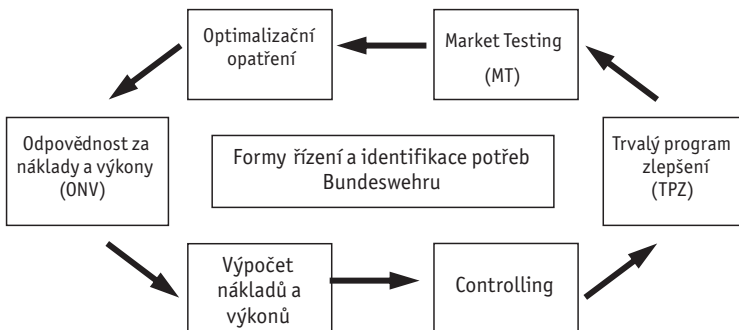 Optimalizační
opatření
Market Testing
(MT)
Odpovědnost za
náklady a výkony
(ONV)
Formy řízení a identifikace potřeb
Bundeswehru
Trvalý program
zlepšení
(TPZ)
Výpočet
nákladů a
výkonů
Controlling